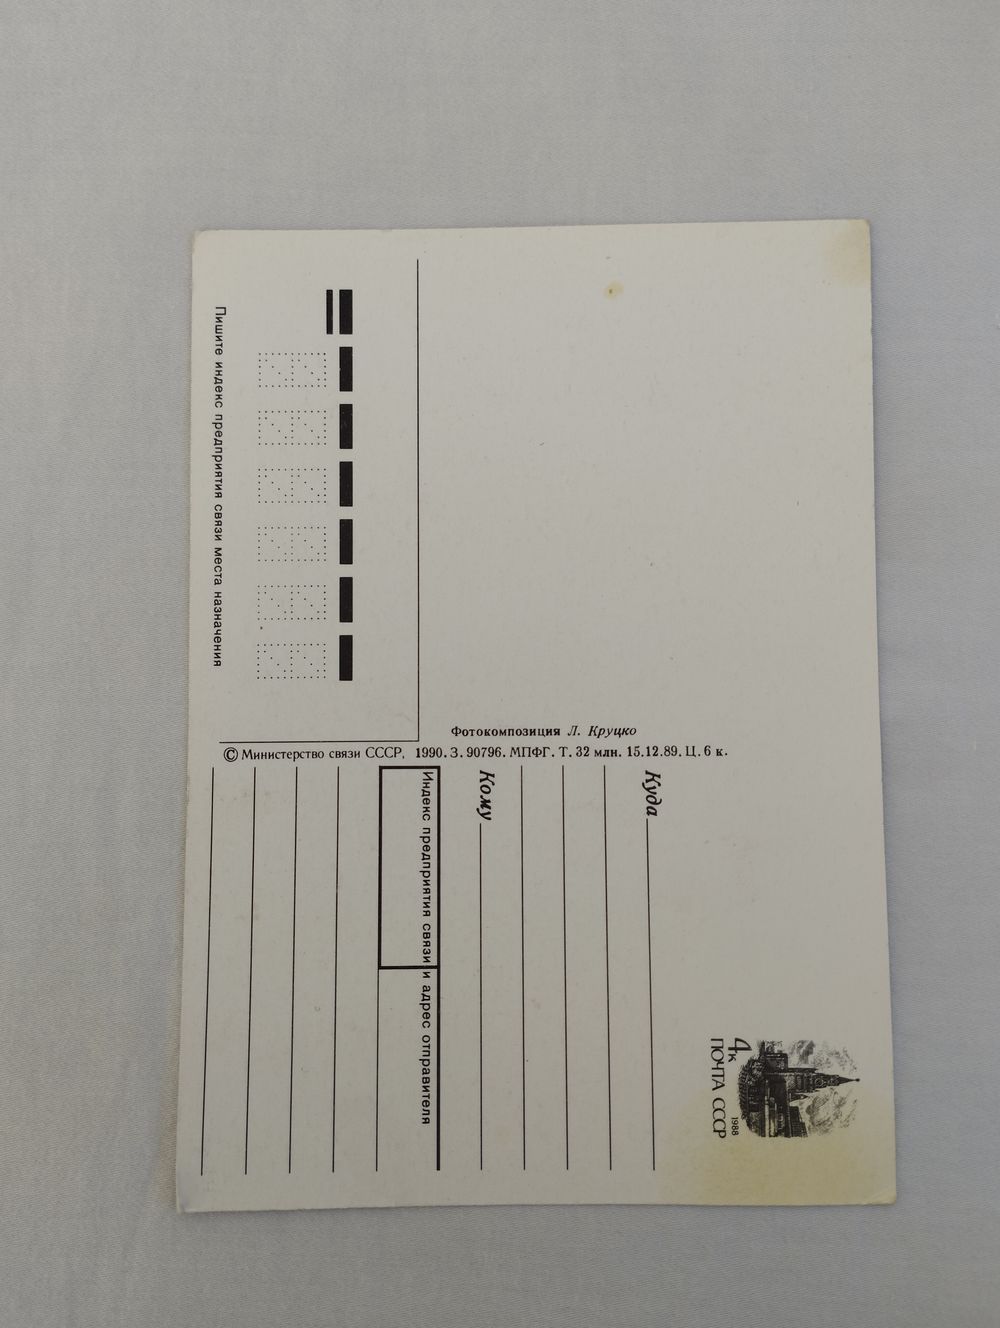 Фотокомпозиция Л. Круцко
© Министерство связи СССР, 1990. З. 90796. МПФГ. Т. 32 млн. 15.12.89. Ц. 6 к.
4к
ПОЧТА СССР
1988
Куда
Кому
Индекс предприятия связи и адрес отправителя
Пишите индекс предприятия связи места назначения